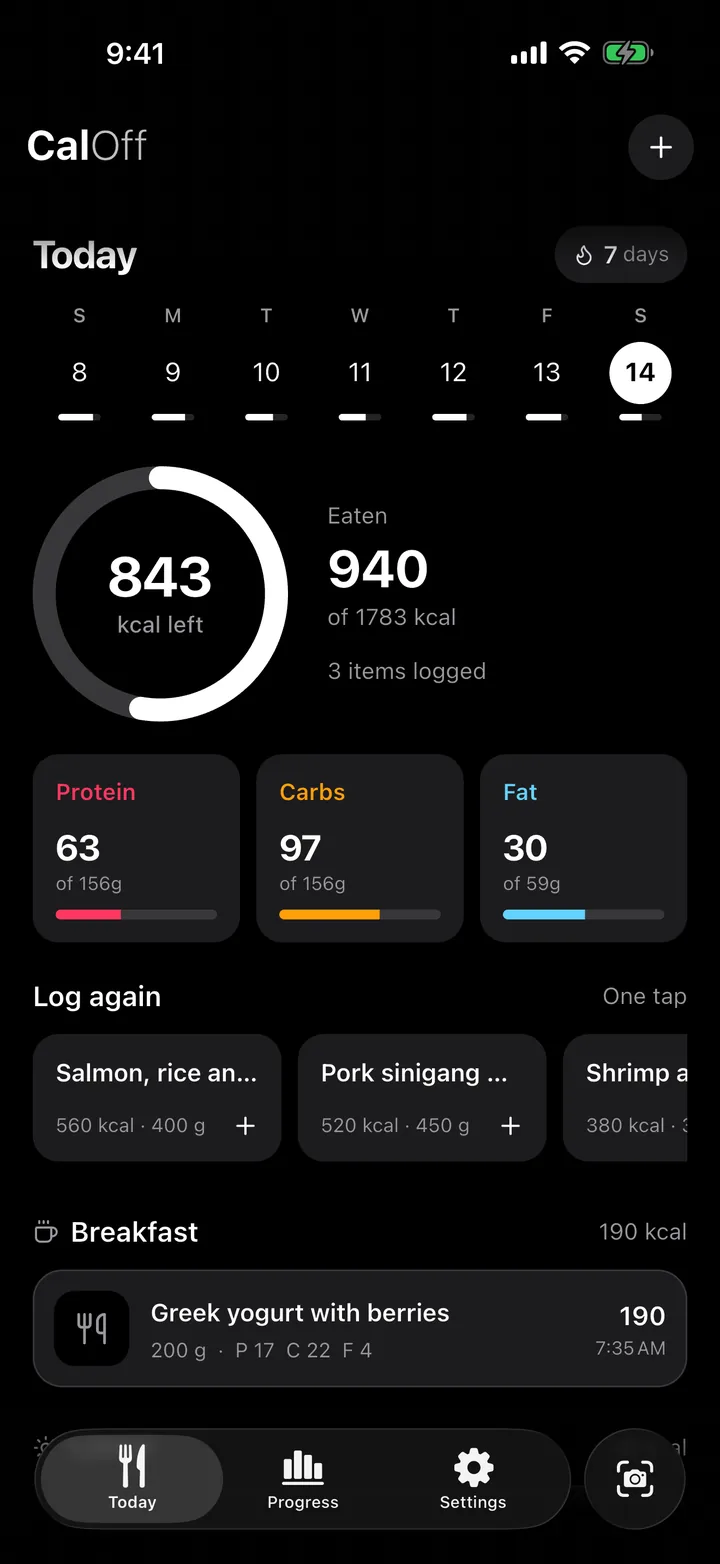 9:41
CalOff
Today
7 days
S M T W T F S
8 9 10 11 12 13 14
843
kcal left
Eaten
940
of 1783 kcal
3 items logged
Protein
63
of 156g
Carbs
97
of 156g
Fat
30
of 59g
Log again
One tap
Salmon, rice an...
560 kcal · 400 g
Pork sinigang ...
520 kcal · 450 g
Shrimp a
380 kcal ·
Breakfast
190 kcal
Greek yogurt with berries
190
200 g · P 17 C 22 F 4
7:35 AM
Today
Progress
Settings